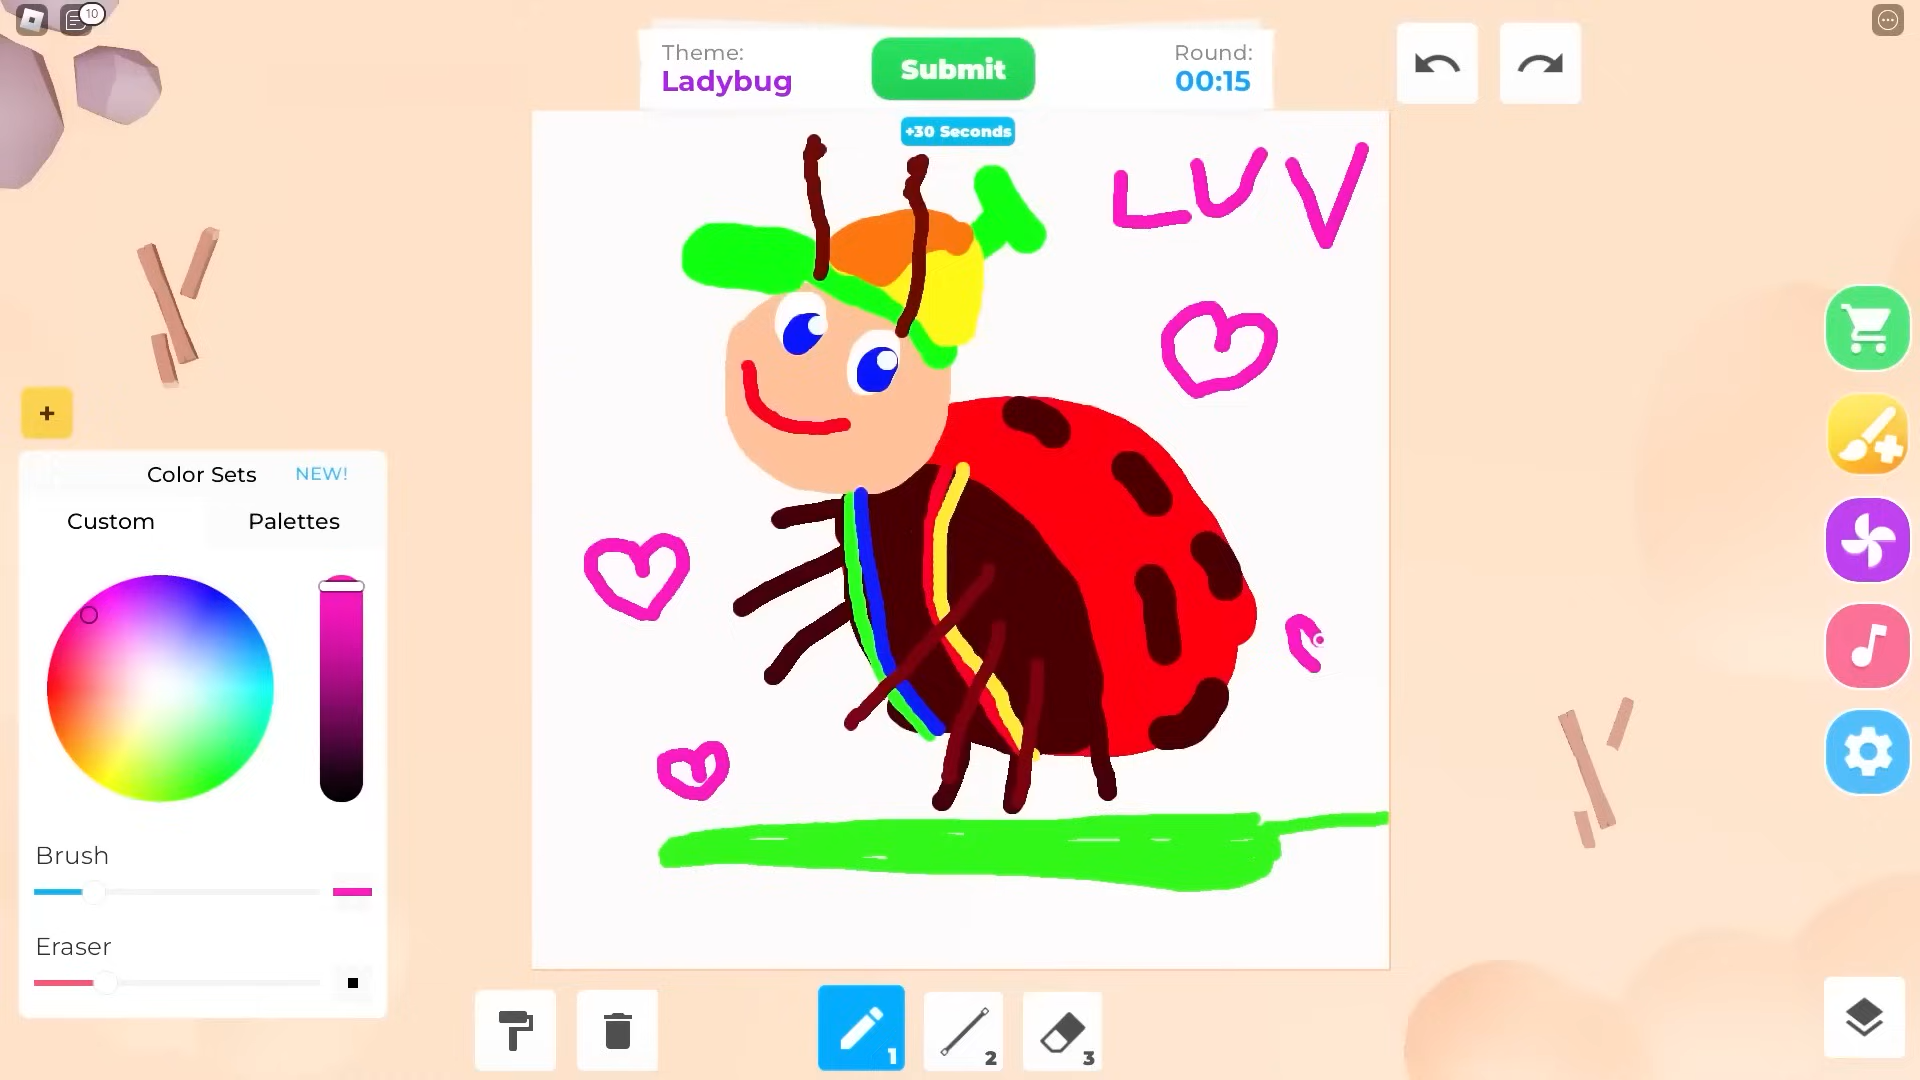 10
Theme:
Ladybug
Submit
Round:
00:15
+30 Seconds
LUV
+
Color Sets NEW!
Custom Palettes
Brush
Eraser
1
2
3